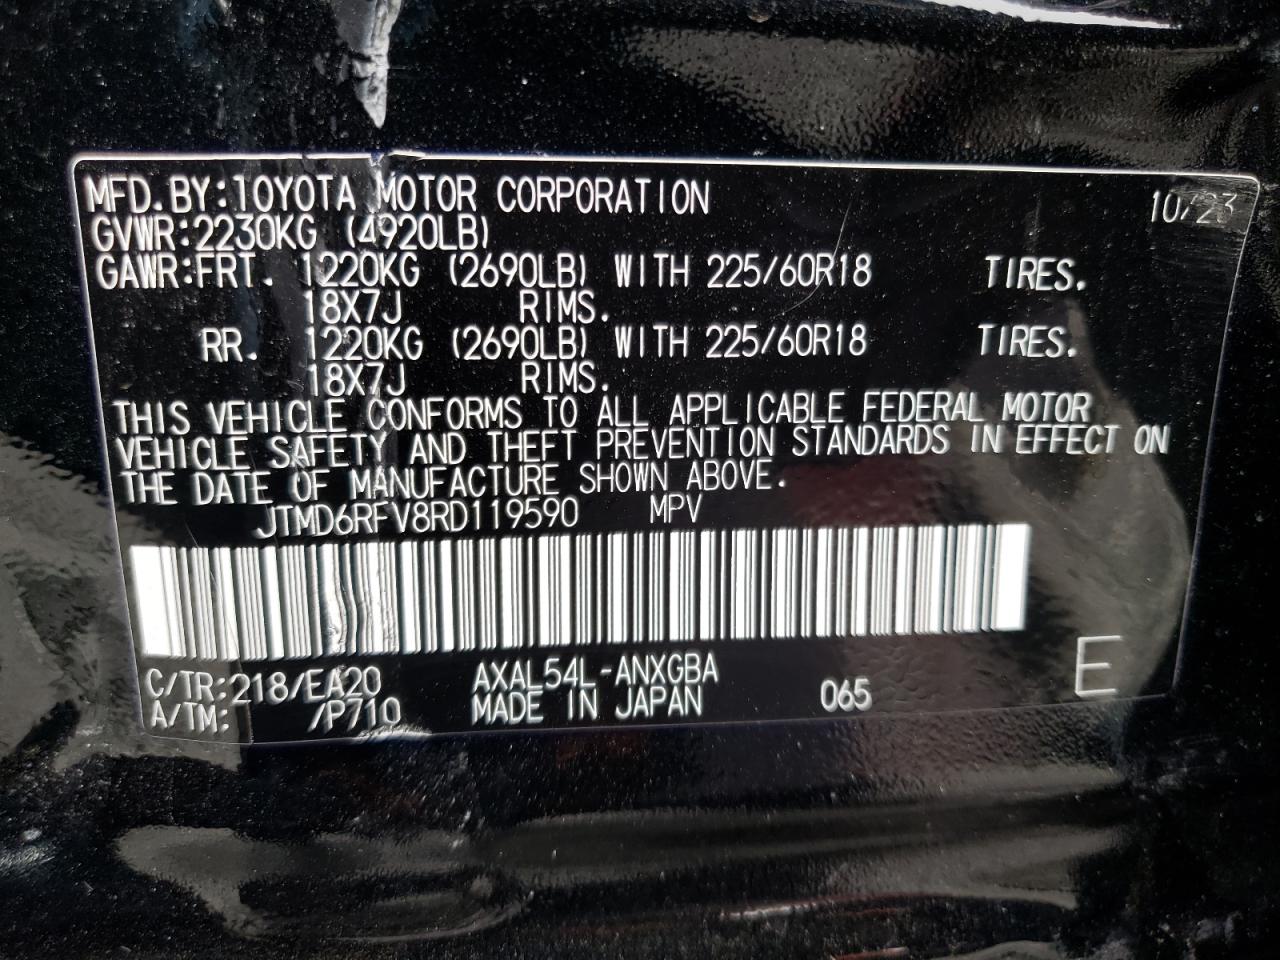 MFD.BY:TOYOTA MOTOR CORPORATION 10/23
GVWR:2230KG (4920LB)
GAWR:FRT. 1220KG (2690LB) WITH 225/60R18 TIRES.
18X7J RIMS.
RR. 1220KG (2690LB) WITH 225/60R18 TIRES.
18X7J RIMS.
THIS VEHICLE CONFORMS TO ALL APPLICABLE FEDERAL MOTOR
VEHICLE SAFETY AND THEFT PREVENTION STANDARDS IN EFFECT ON
THE DATE OF MANUFACTURE SHOWN ABOVE.
JTMD6RFV8RD119590 MPV
C/TR:218/EA20 AXAL54L-ANXGBA
A/TM: /P710 MADE IN JAPAN 065 E